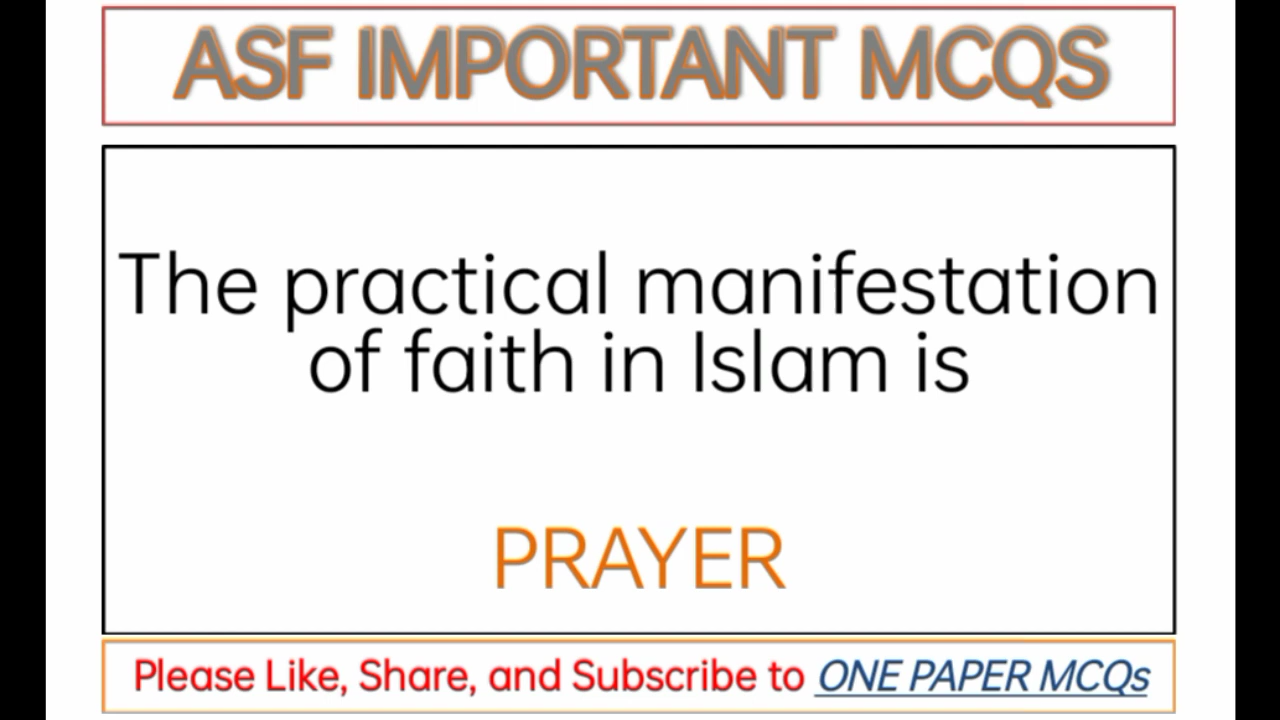 ASF IMPORTANT MCQS
The practical manifestation
of faith in Islam is
PRAYER
Please Like, Share, and Subscribe to ONE PAPER MCQs